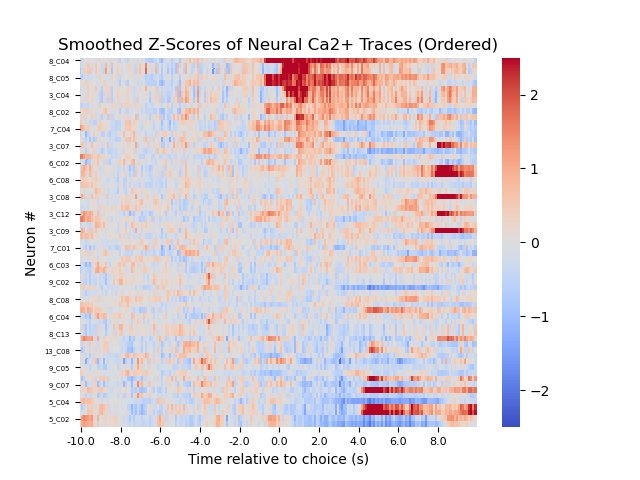 Smoothed Z-Scores of Neural Ca2+ Traces (Ordered)
8_C04
8_C05
3_C04
8_C02
7_C04
3_C07
6_C02
6_C08
3_C08
3_C12
3_C09
7_C01
6_C03
9_C02
8_C08
6_C04
8_C13
13_C08
9_C05
9_C07
5_C04
5_C02
Neuron #
-10.0 -8.0 -6.0 -4.0 -2.0 0.0 2.0 4.0 6.0 8.0
Time relative to choice (s)
2
1
0
−1
−2